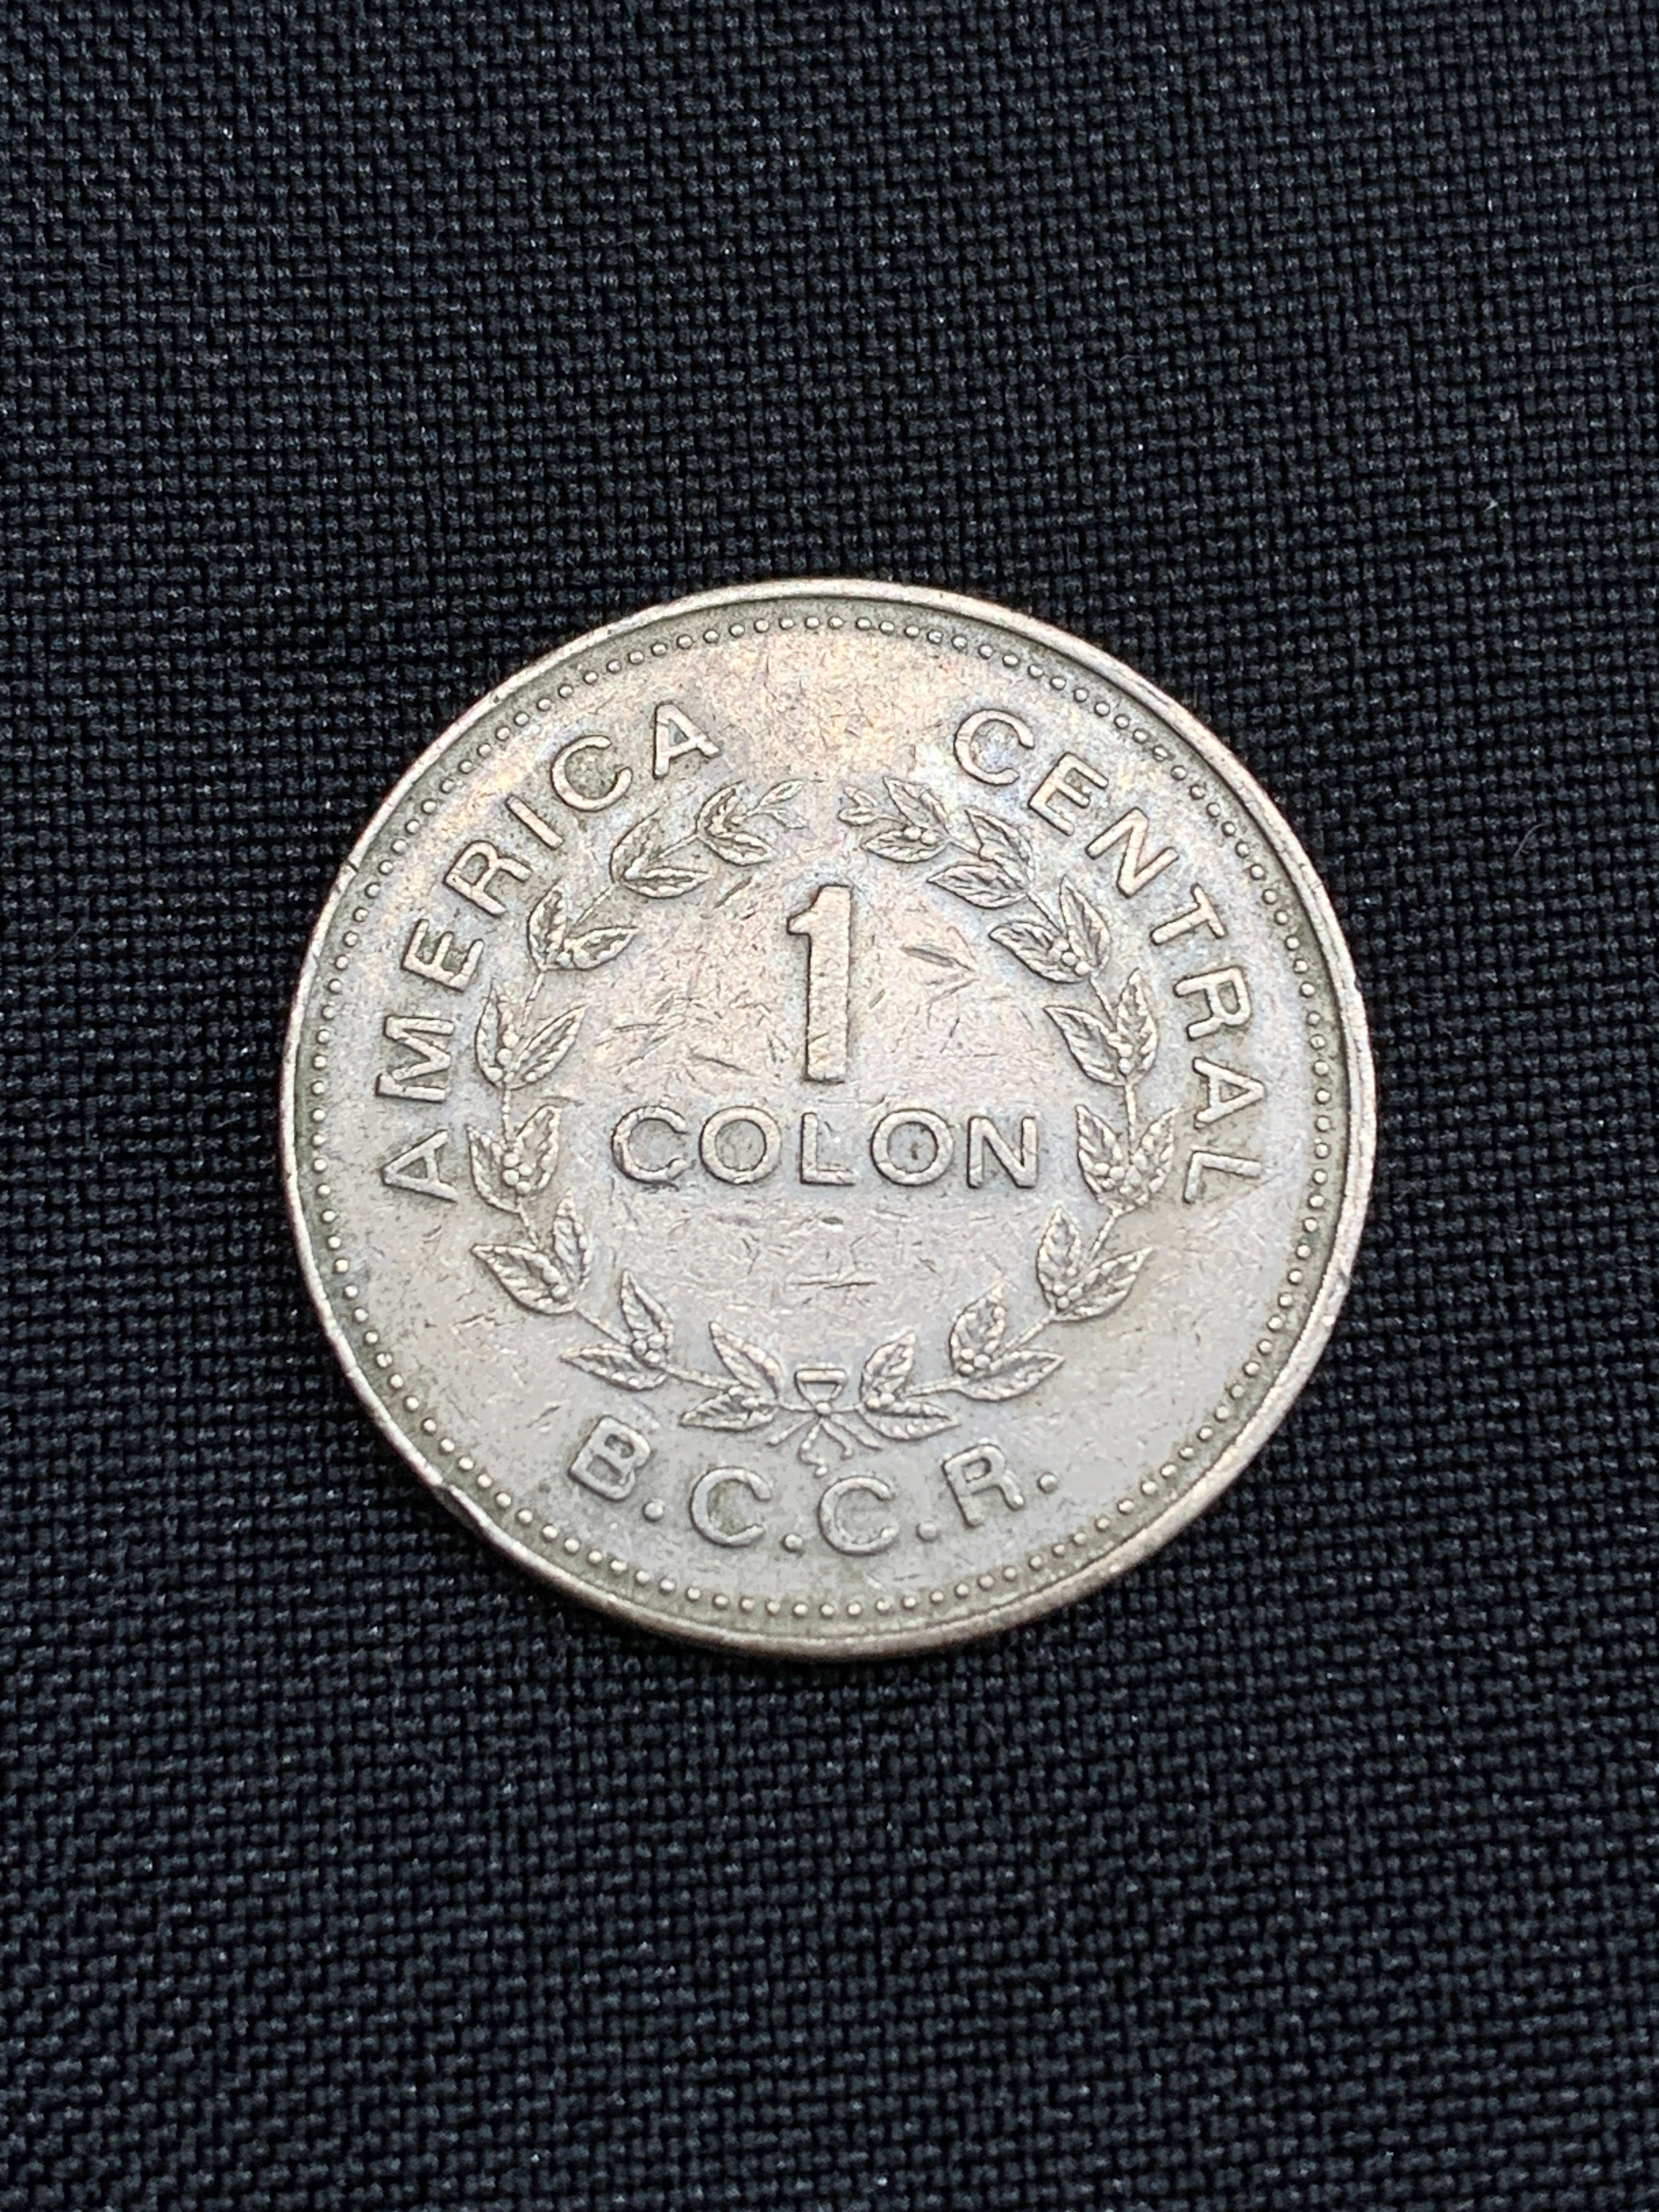 AMERICA CENTRAL
1
COLON
B.C.C.R.